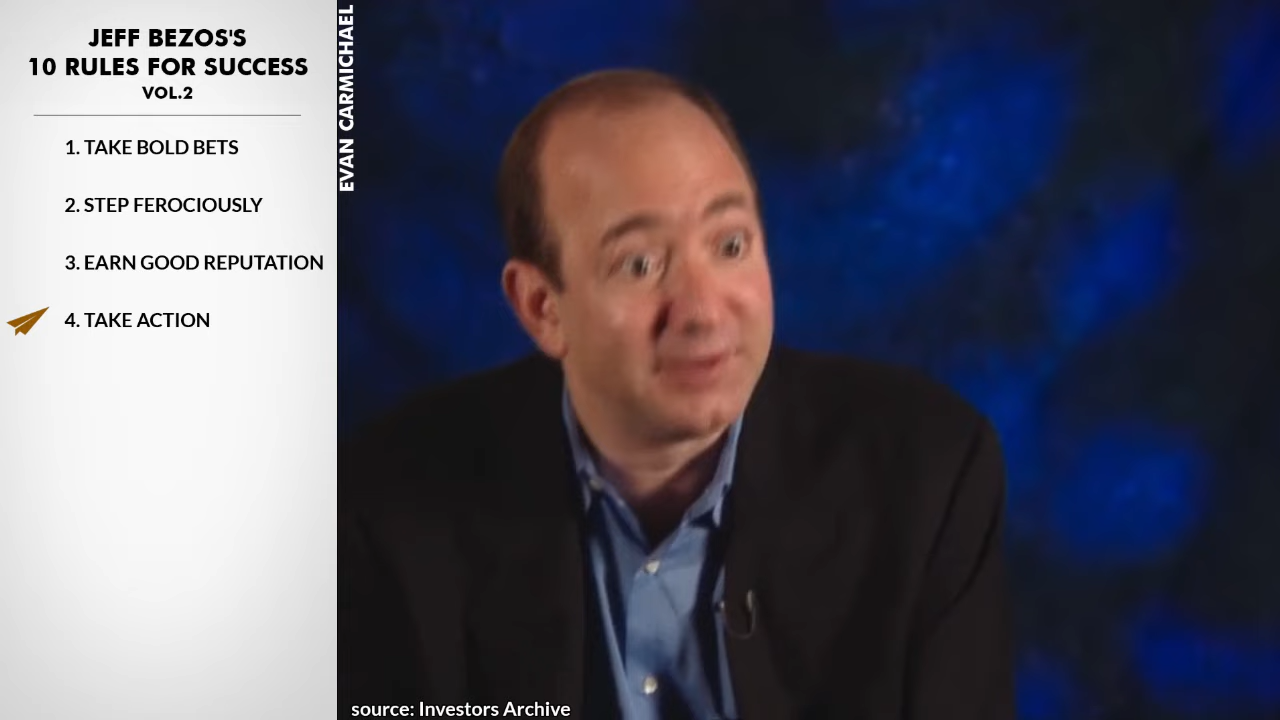 JEFF BEZOS'S
10 RULES FOR SUCCESS
VOL.2
1. TAKE BOLD BETS
2. STEP FEROCIOUSLY
3. EARN GOOD REPUTATION
4. TAKE ACTION
EVAN CARMICHAEL
source: Investors Archive